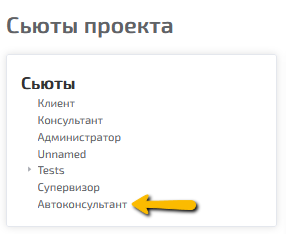 Сьюты проекта
Сьюты
Клиент
Консультант
Администратор
Unnamed
Tests
Супервизор
Автоконсультант